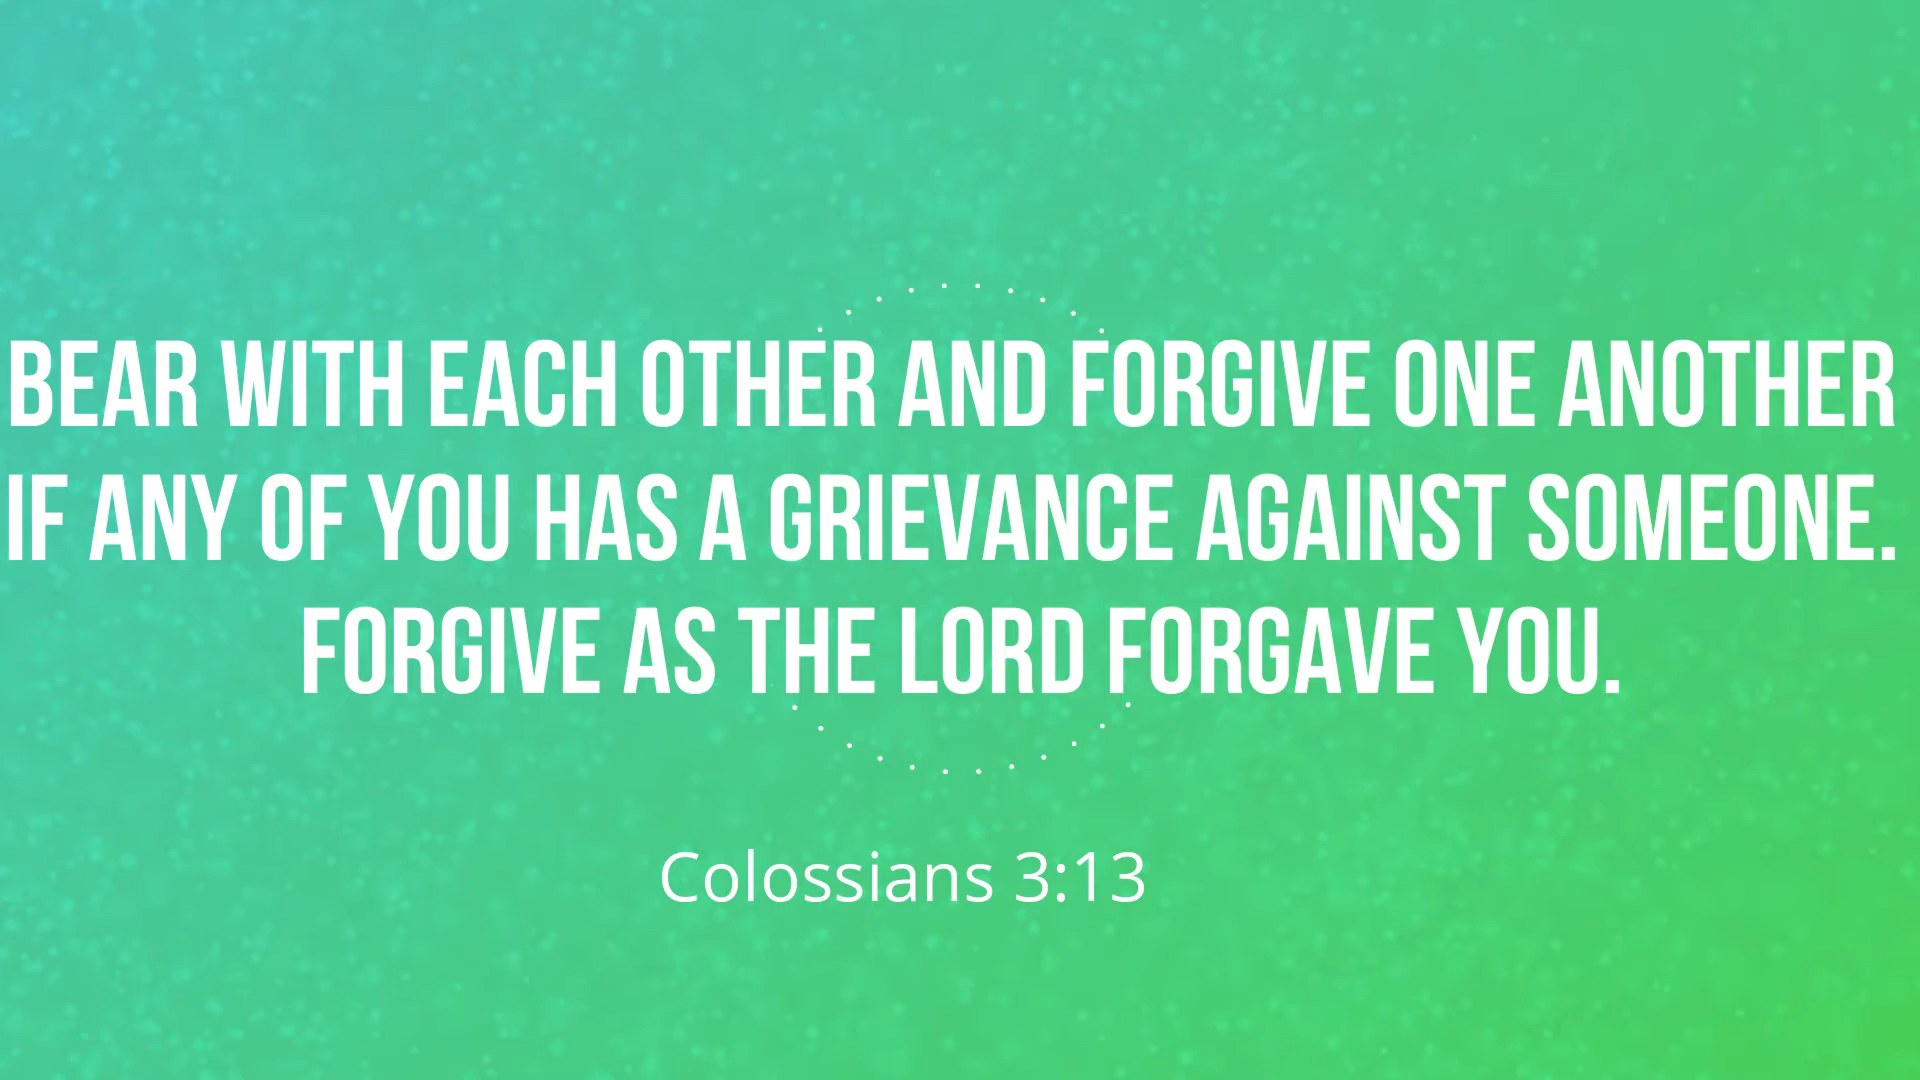 BEAR WITH EACH OTHER AND FORGIVE ONE ANOTHER
IF ANY OF YOU HAS A GRIEVANCE AGAINST SOMEONE.
FORGIVE AS THE LORD FORGAVE YOU.
Colossians 3:13